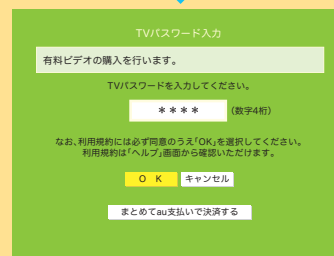 TVパスワード入力
有料ビデオの購入を行います。
TVパスワードを入力してください。
＊＊＊＊ (数字4桁)
なお、利用規約には必ず同意のうえ「OK」を選択してください。
利用規約は「ヘルプ」画面から確認いただけます。
O K キャンセル
まとめてau支払いで決済する